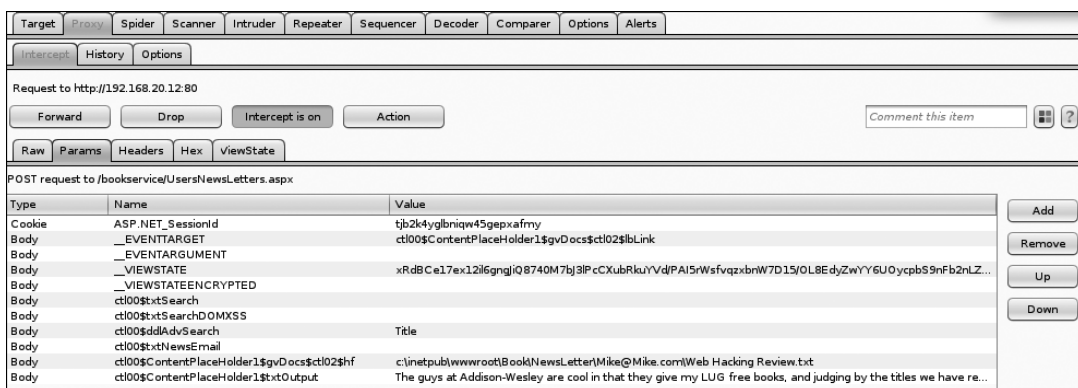 Target Proxy Spider Scanner Intruder Repeater Sequencer Decoder Comparer Options Alerts
Intercept History Options
Request to http://192.168.20.12:80
Forward Drop Intercept is on Action Comment this item ?
Raw Params Headers Hex ViewState
POST request to /bookservice/UsersNewsLetters.aspx
Type Name Value
Add
Cookie ASP.NET_SessionId tjb2k4yglbniqw45gepxafmy
Body __EVENTTARGET ctl00$ContentPlaceHolder1$gvDocs$ctl02$lbLink
Remove
Body __EVENTARGUMENT
Body __VIEWSTATE
Up
Body __VIEWSTATEENCRYPTED
Body ctl00$txtSearch
Down
Body ctl00$txtSearchDOMXSS
Body ctl00$ddlAdvSearch Title
Body ctl00$txtNewsEmail
Body ctl00$ContentPlaceHolder1$gvDocs$ctl02$hf c:\inetpub\wwwroot\Book\NewsLetter\Mike@Mike.com\Web Hacking Review.txt
Body ctl00$ContentPlaceHolder1$txtOutput The guys at Addison-Wesley are cool in that they give my LUG free books, and judging by the titles we have re...